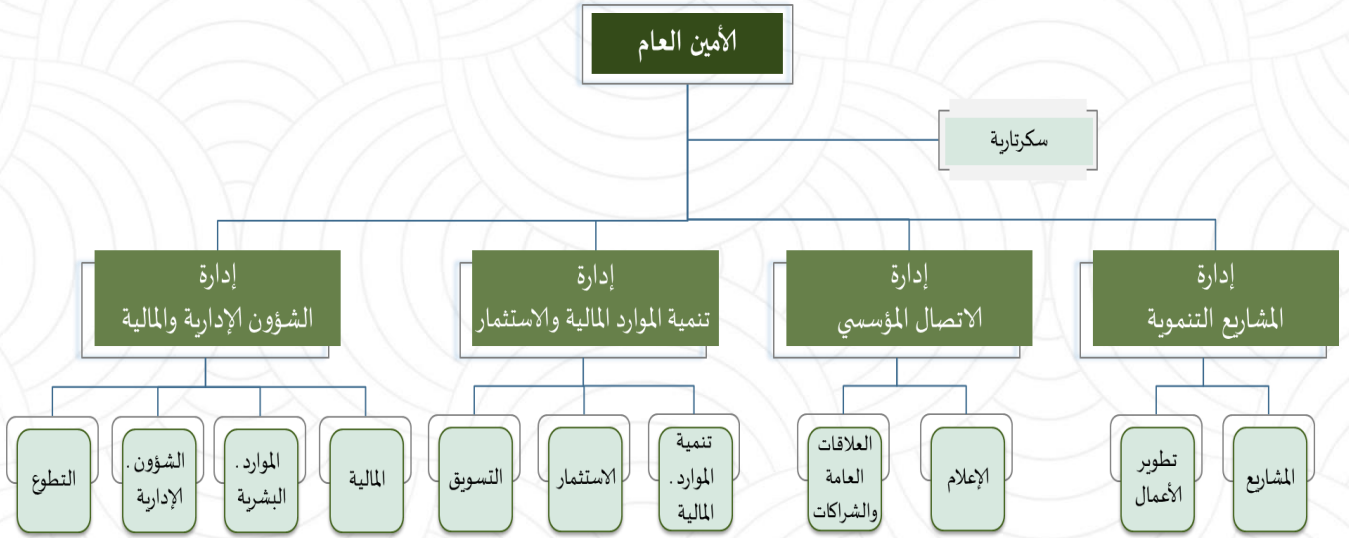 الأمين العام
سكرتارية
إدارة
المشاريع التنموية
إدارة
الاتصال المؤسسي
إدارة
تنمية الموارد المالية والاستثمار
إدارة
الشؤون الإدارية والمالية
المشاريع
تطوير
الأعمال
الإعلام
العلاقات
العامة
والشراكات
تنمية
الموارد .
المالية
الاستثمار
التسويق
المالية
الموارد .
البشرية
الشؤون .
الإدارية
التطوع